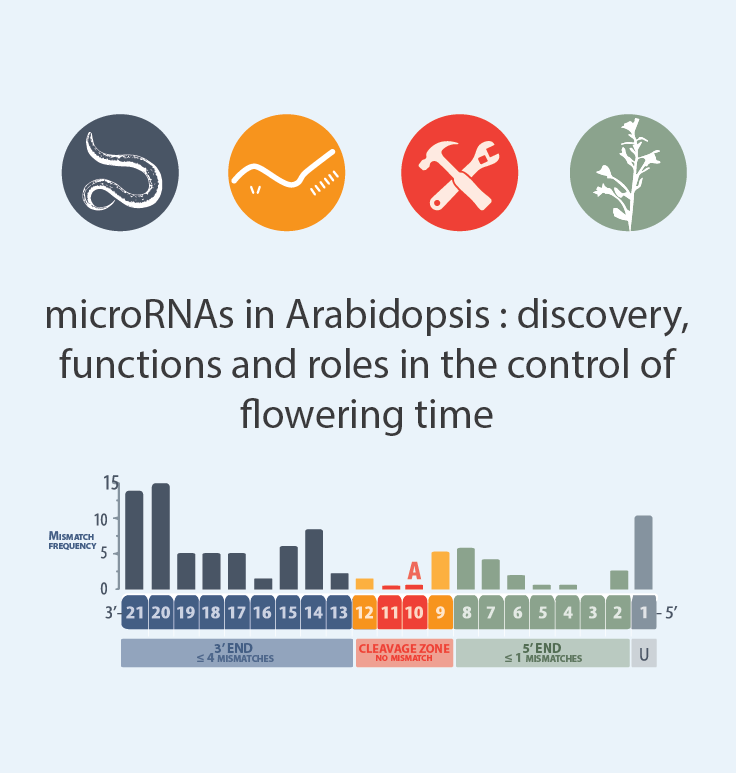 microRNAs in Arabidopsis : discovery,
functions and roles in the control of
flowering time
15
10
MISMATCH
FREQUENCY
5
0
A
3’ 21 20 19 18 17 16 15 14 13 12 11 10 9 8 7 6 5 4 3 2 1 5’
3’ END CLEAVAGE ZONE 5’ END U
≤ 4 MISMATCHES NO MISMATCH ≤ 1 MISMATCHES